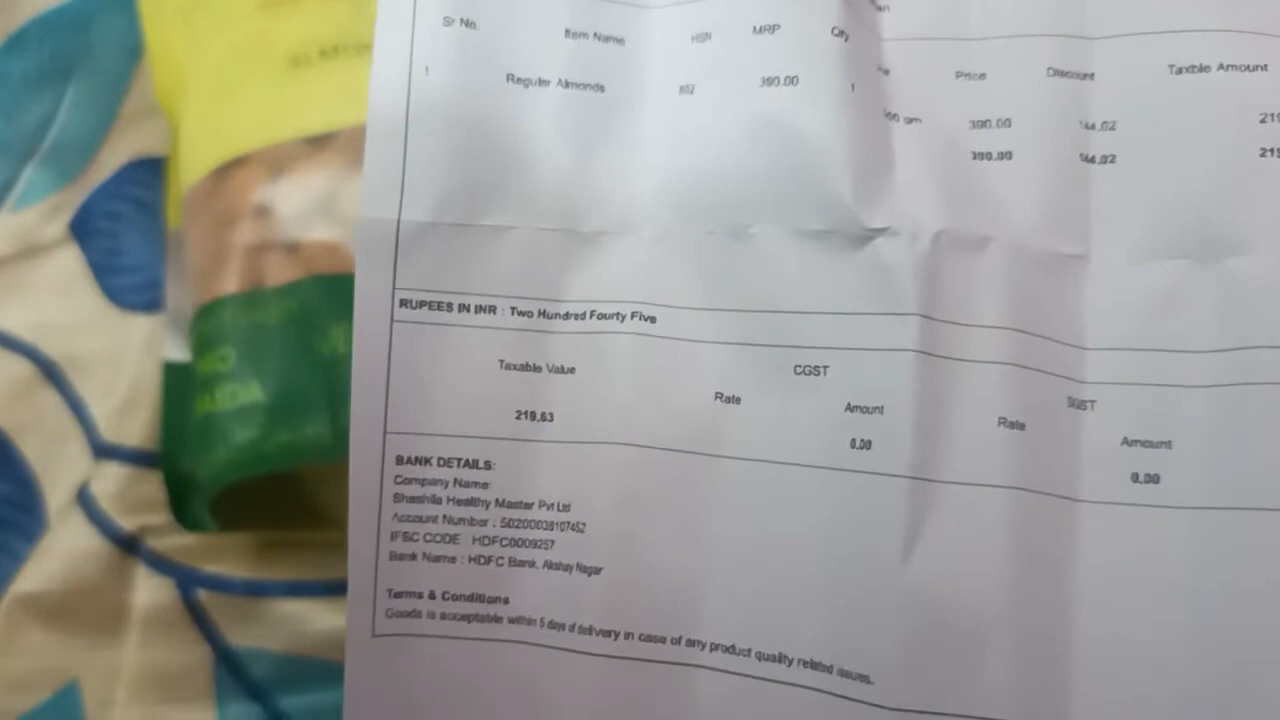 Sr No. Item Name HSN MRP Qty Price Discount Taxble Amount
1 Regular Almonds 802 390.00 1 gm 390.00 144.02 219
390.00 144.02 219
RUPEES IN INR : Two Hundred Fourty Five
Taxable Value CGST SGST
Rate Amount Rate Amount
219.63 0.00 0.00
BANK DETAILS:
Company Name:
Shashila Healthy Master Pvt Ltd
Account Number : 50200038107452
IFSC CODE : HDFC0009257
Bank Name : HDFC Bank, Akshay Nagar
Terms & Conditions
Goods is acceptable within 5 days of delivery in case of any product quality related issues.